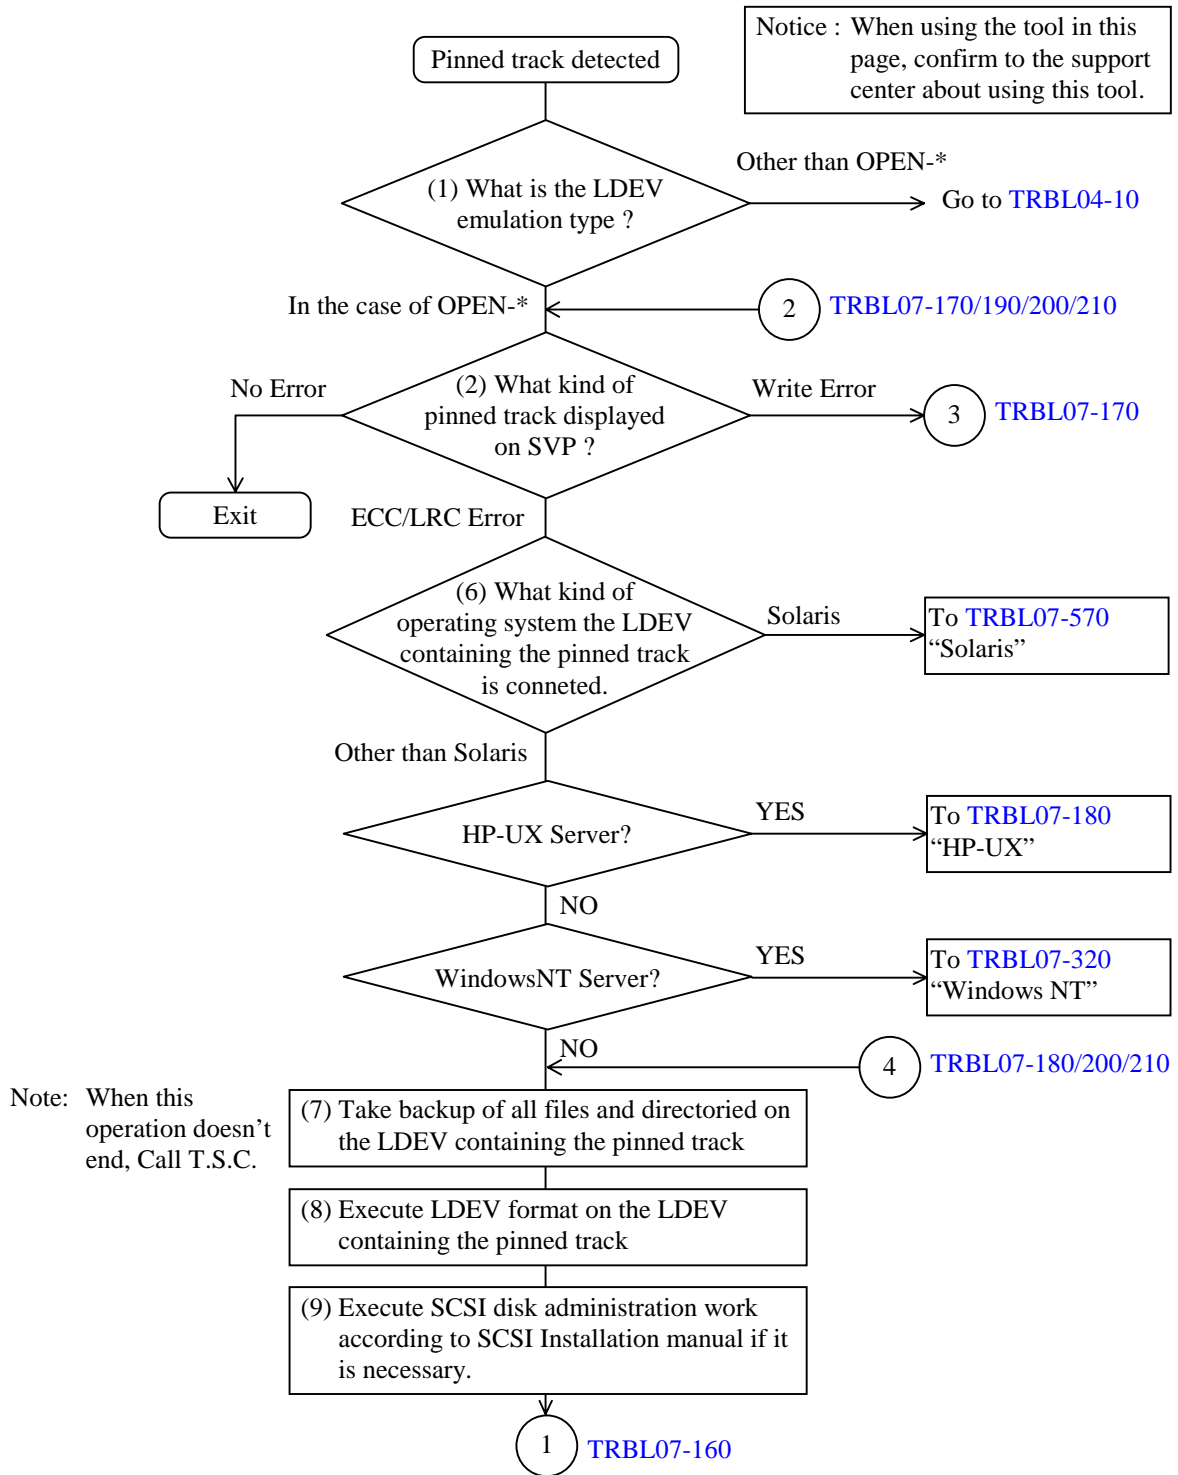 Notice : When using the tool in this
page, confirm to the support
center about using this tool.
Pinned track detected
(1) What is the LDEV
emulation type ?
Other than OPEN-*
Go to TRBL04-10
In the case of OPEN-*
2
TRBL07-170/190/200/210
(2) What kind of
pinned track displayed
on SVP ?
No Error
Exit
Write Error
3
TRBL07-170
ECC/LRC Error
(6) What kind of
operating system the LDEV
containing the pinned track
is conneted.
Solaris
To TRBL07-570
“Solaris”
Other than Solaris
HP-UX Server?
YES
To TRBL07-180
“HP-UX”
NO
WindowsNT Server?
YES
To TRBL07-320
“Windows NT”
NO
4
TRBL07-180/200/210
Note: When this
operation doesn’t
end, Call T.S.C.
(7) Take backup of all files and directoried on
the LDEV containing the pinned track
(8) Execute LDEV format on the LDEV
containing the pinned track
(9) Execute SCSI disk administration work
according to SCSI Installation manual if it
is necessary.
1
TRBL07-160